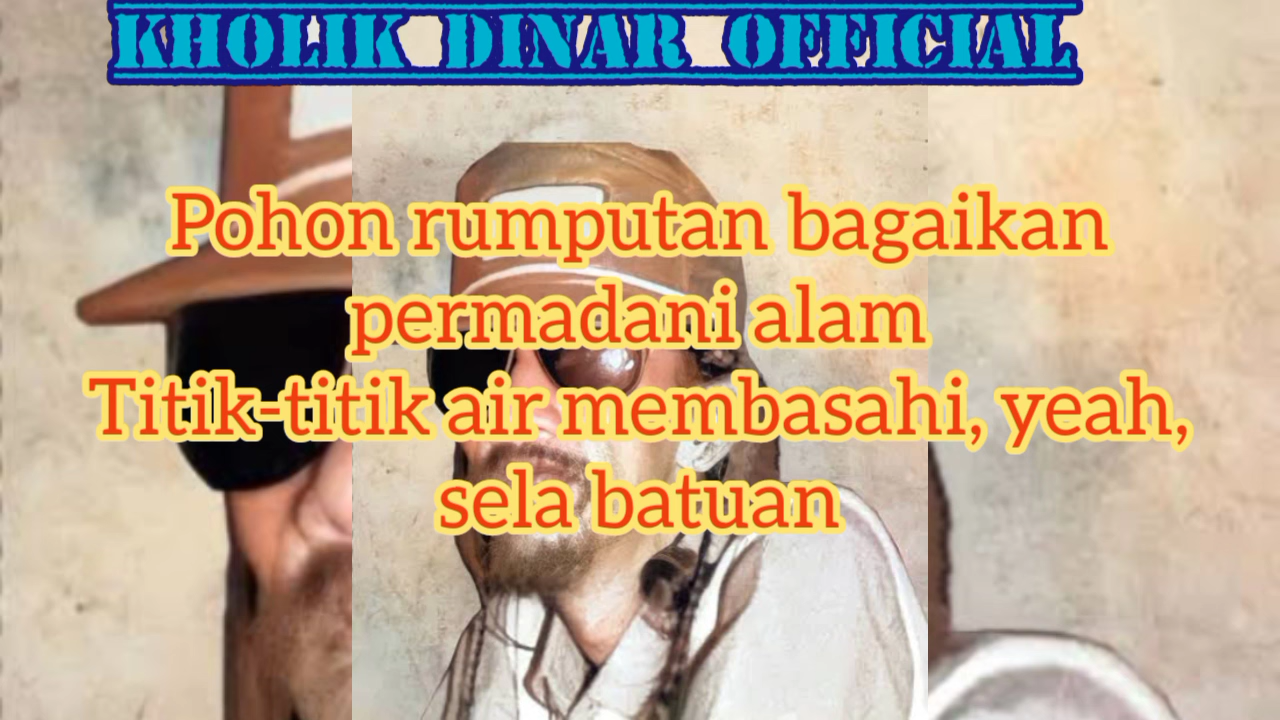 KHOLIK DINAR OFFICIAL
Pohon rumputan bagaikan
permadani alam
Titik-titik air membasahi, yeah,
sela batuan